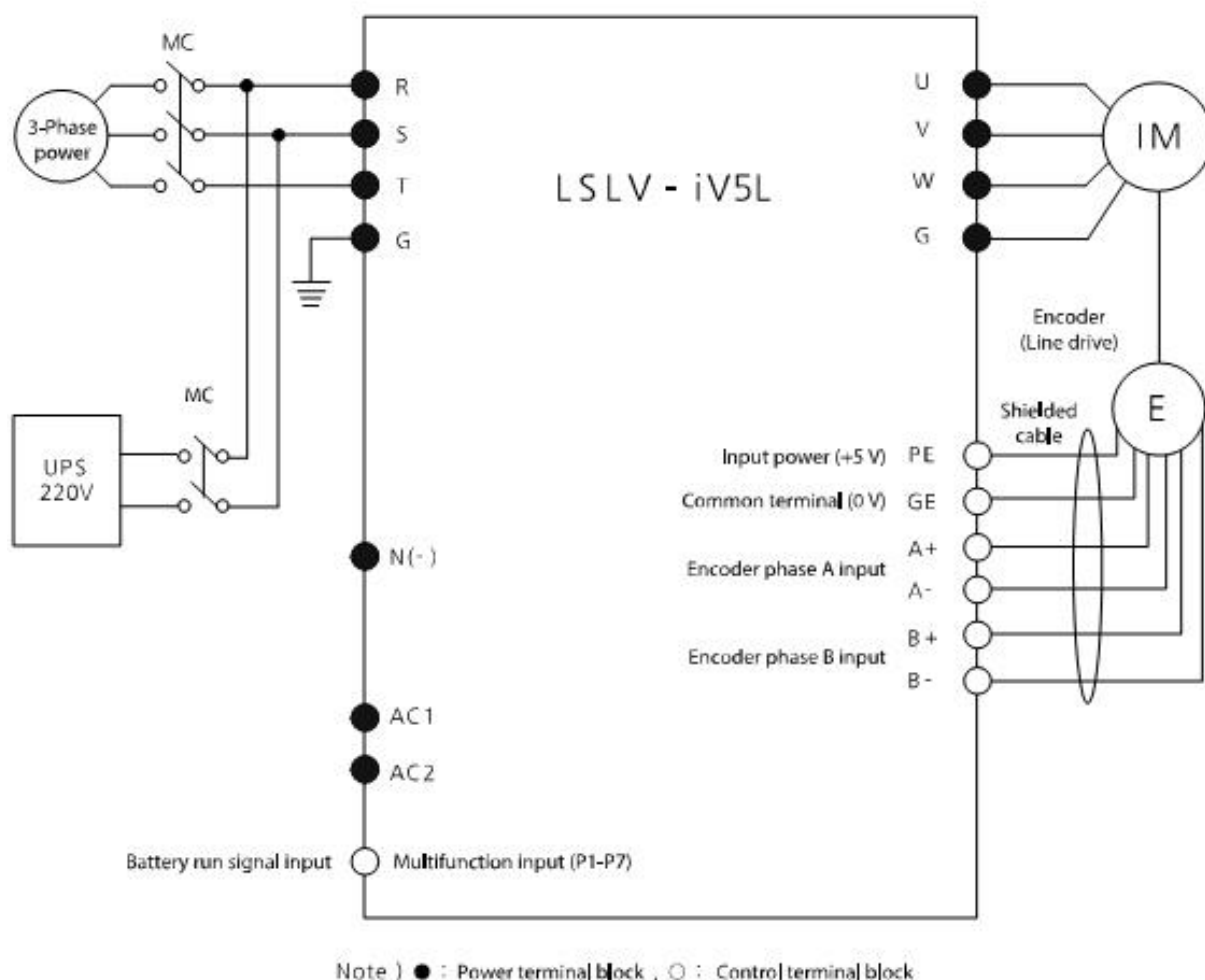 MC
3-Phase
power
R
S
T
G
LSLV - iV5L
U
V
W
G
IM
Encoder
(Line drive)
E
Shielded
cable
MC
UPS
220V
Input power (+5 V) PE
Common terminal (0 V) GE
Encoder phase A input
A+
A-
Encoder phase B input
B+
B-
N(-)
AC1
AC2
Battery run signal input
Multifunction input (P1-P7)
Note ) ● : Power terminal block , ○ : Control terminal block